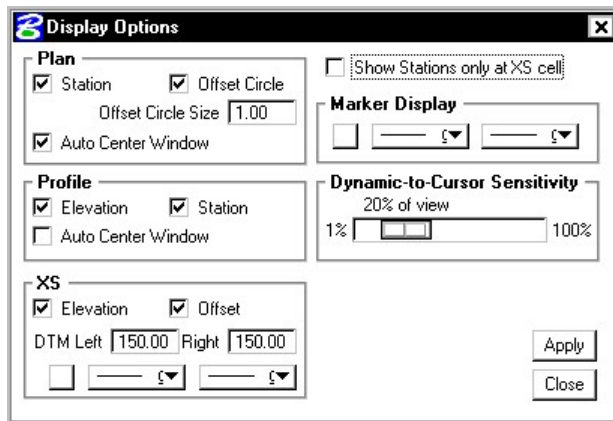 Display Options
Plan
Station
Offset Circle
Offset Circle Size 1.00
Auto Center Window
Profile
Elevation
Station
Auto Center Window
XS
Elevation
Offset
DTM Left 150.00 Right 150.00
Show Stations only at XS cell
Marker Display
Dynamic-to-Cursor Sensitivity
20% of view
1% 100%
Apply
Close